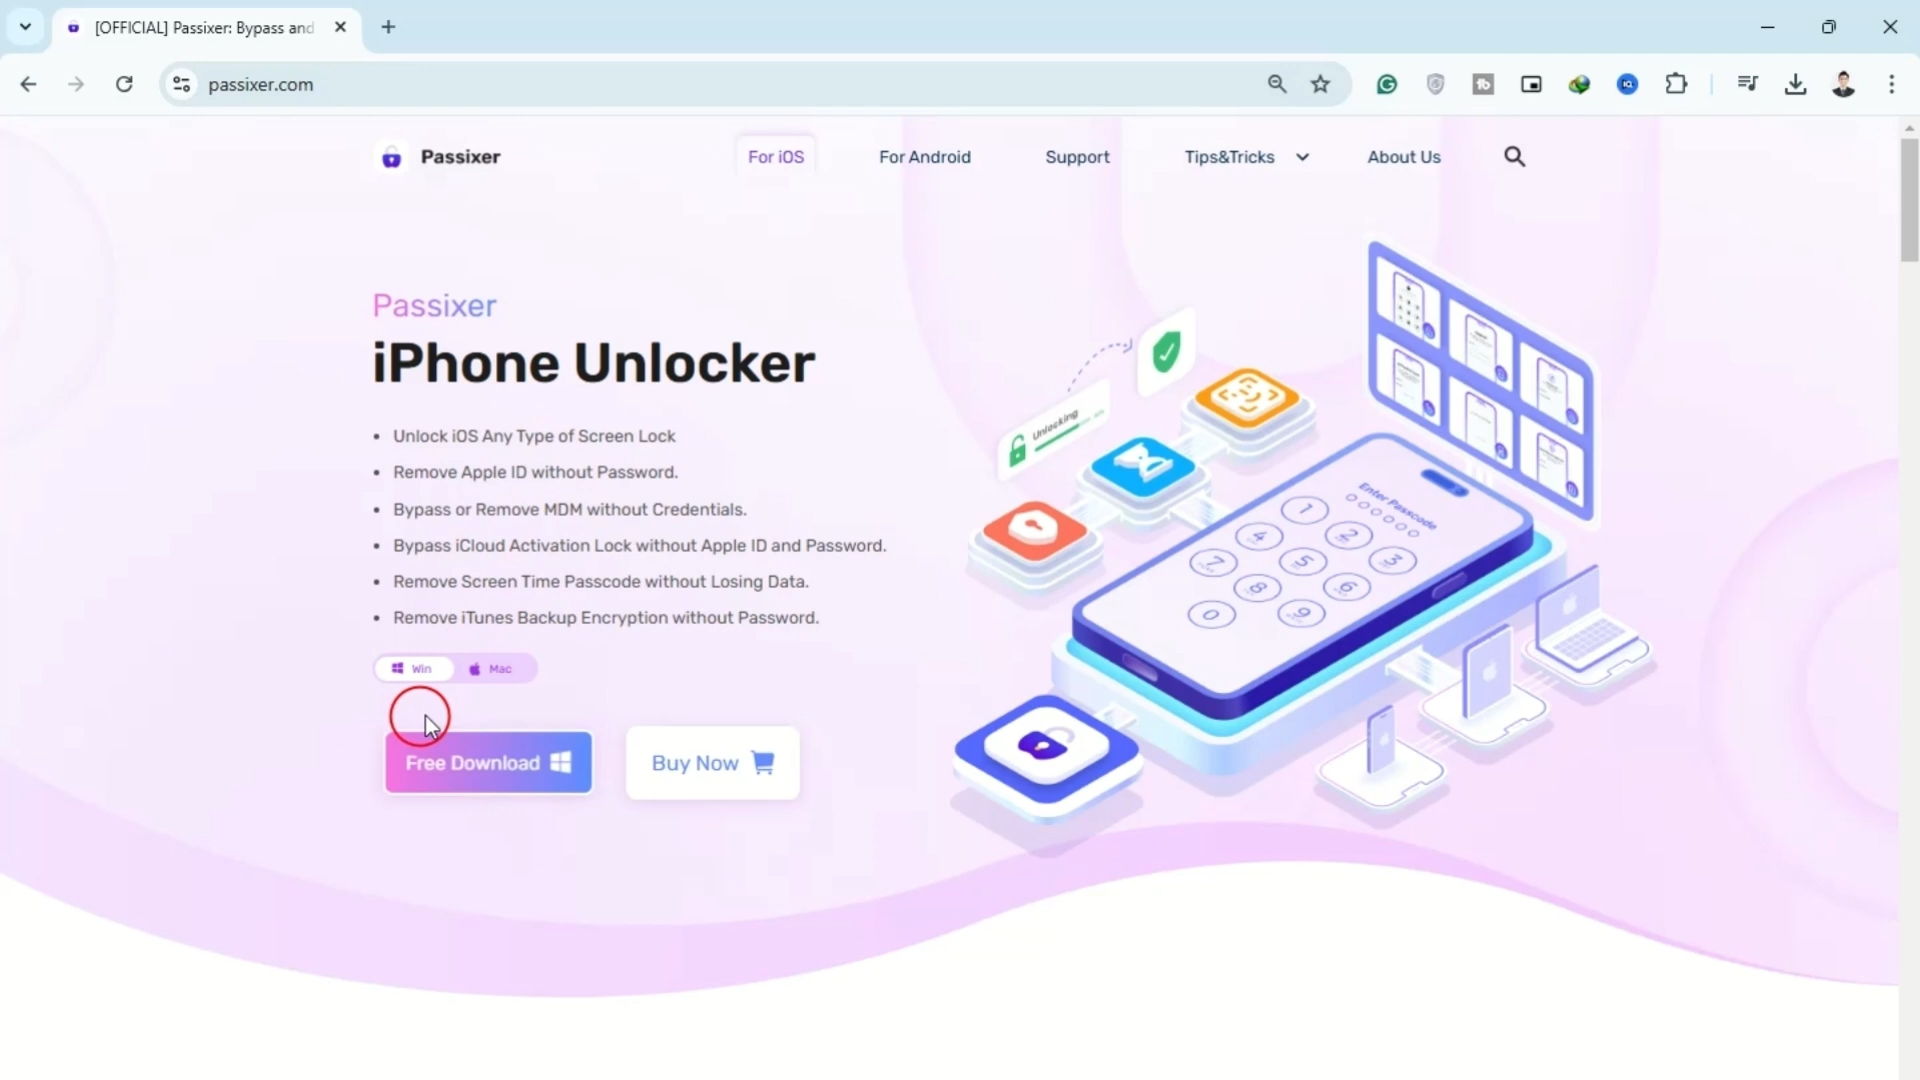 [OFFICIAL] Passixer: Bypass and
passixer.com
Passixer
For iOS
For Android
Support
Tips&Tricks
About Us
Passixer
iPhone Unlocker
Unlock iOS Any Type of Screen Lock
Remove Apple ID without Password.
Bypass or Remove MDM without Credentials.
Bypass iCloud Activation Lock without Apple ID and Password.
Remove Screen Time Passcode without Losing Data.
Remove iTunes Backup Encryption without Password.
Win
Mac
Free Download
Buy Now
Unlocking
Enter Passcode
1
2
3
4
5
6
7
8
9
0